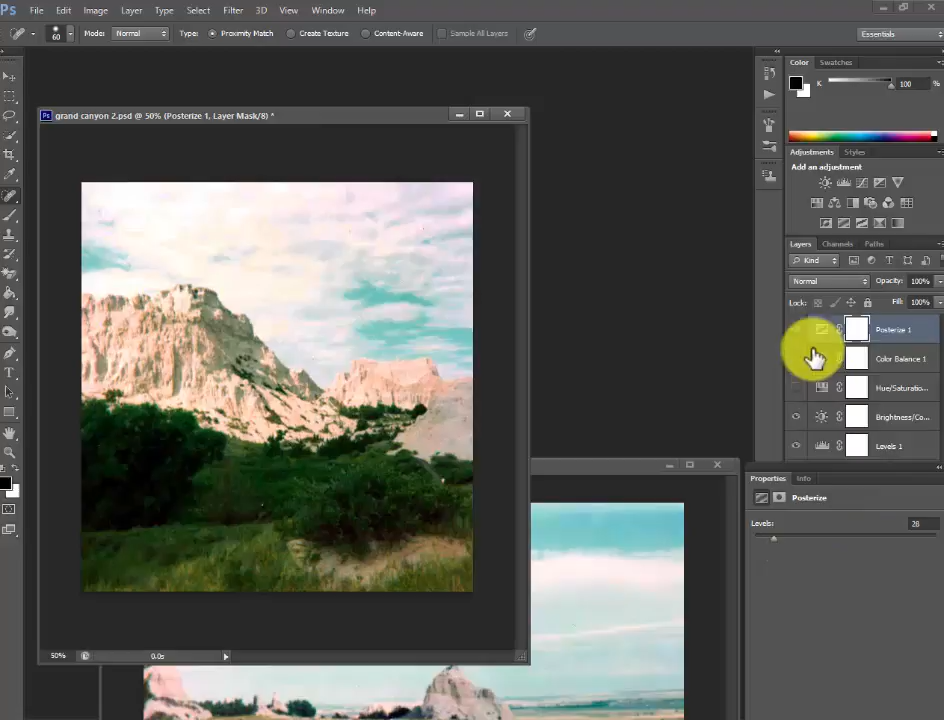 Ps File Edit Image Layer Type Select Filter 3D View Window Help
60 Mode: Normal Type: Proximity Match Create Texture Content-Aware Sample All Layers Essentials
Color Swatches
K 100 %
Ps grand canyon 2.psd @ 50% (Posterize 1, Layer Mask/8) *
Adjustments Styles
Add an adjustment
Layers Channels Paths
Kind T
Normal Opacity: 100%
Lock: Fill: 100%
Posterize 1
Color Balance 1
Hue/Saturatio...
Brightness/Co...
Levels 1
Properties Info
Posterize
Levels: 28
50% 0.0s